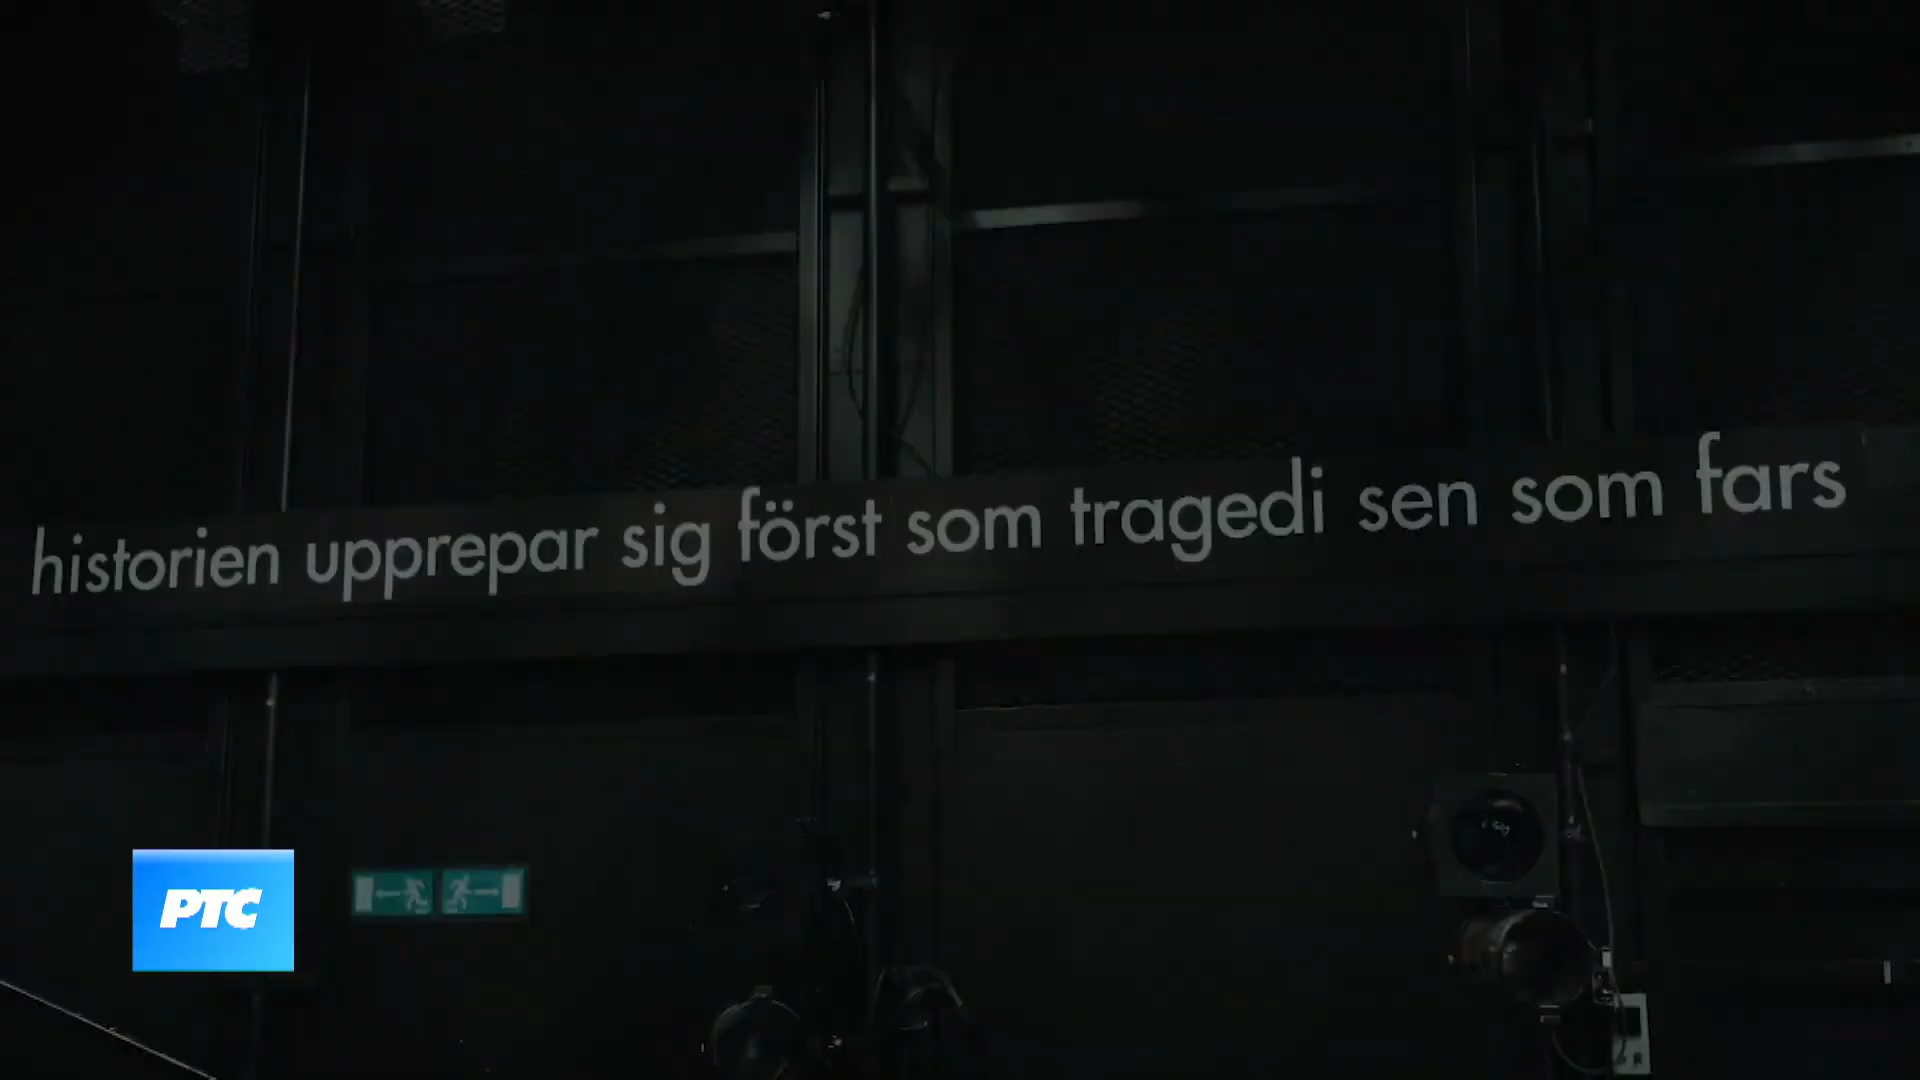 historien upprepar sig först som tragedi sen som fars
РТС